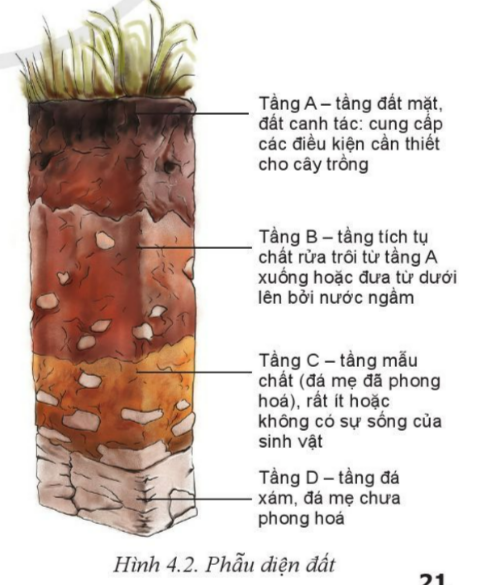 Tầng A – tầng đất mặt,
đất canh tác: cung cấp
các điều kiện cần thiết
cho cây trồng
Tầng B – tầng tích tụ
chất rửa trôi từ tầng A
xuống hoặc đưa từ dưới
lên bởi nước ngầm
Tầng C – tầng mẫu
chất (đá mẹ đã phong
hoá), rất ít hoặc
không có sự sống của
sinh vật
Tầng D – tầng đá
xám, đá mẹ chưa
phong hoá
Hình 4.2. Phẫu diện đất
21